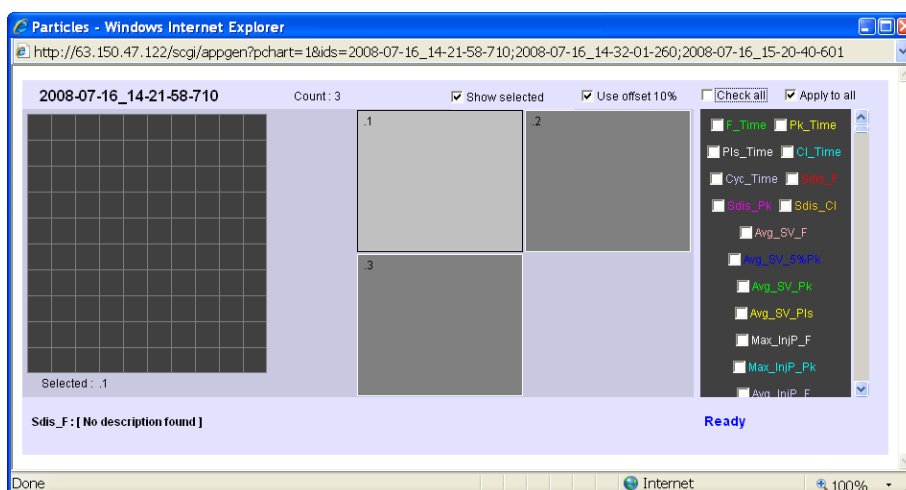 Particles - Windows Internet Explorer
http://63.150.47.122/scgi/appgen?pchart=1&ids=2008-07-16_14-21-58-710;2008-07-16_14-32-01-260;2008-07-16_15-20-40-601
2008-07-16_14-21-58-710 Count : 3 Show selected Use offset 10% Check all Apply to all
.1 .2 F_Time Pk_Time
Pls_Time Cl_Time
Cyc_Time Sdis_F
Sdis_Pk Sdis_Cl
Avg_SV_F
.3 Avg_SV_5%Pk
Avg_SV_Pk
Avg_SV_Pls
Max_InjP_F
Max_InjP_Pk
Selected : .1 Avg_InjP_F
Sdis_F : [ No description found ] Ready
Done Internet 100%